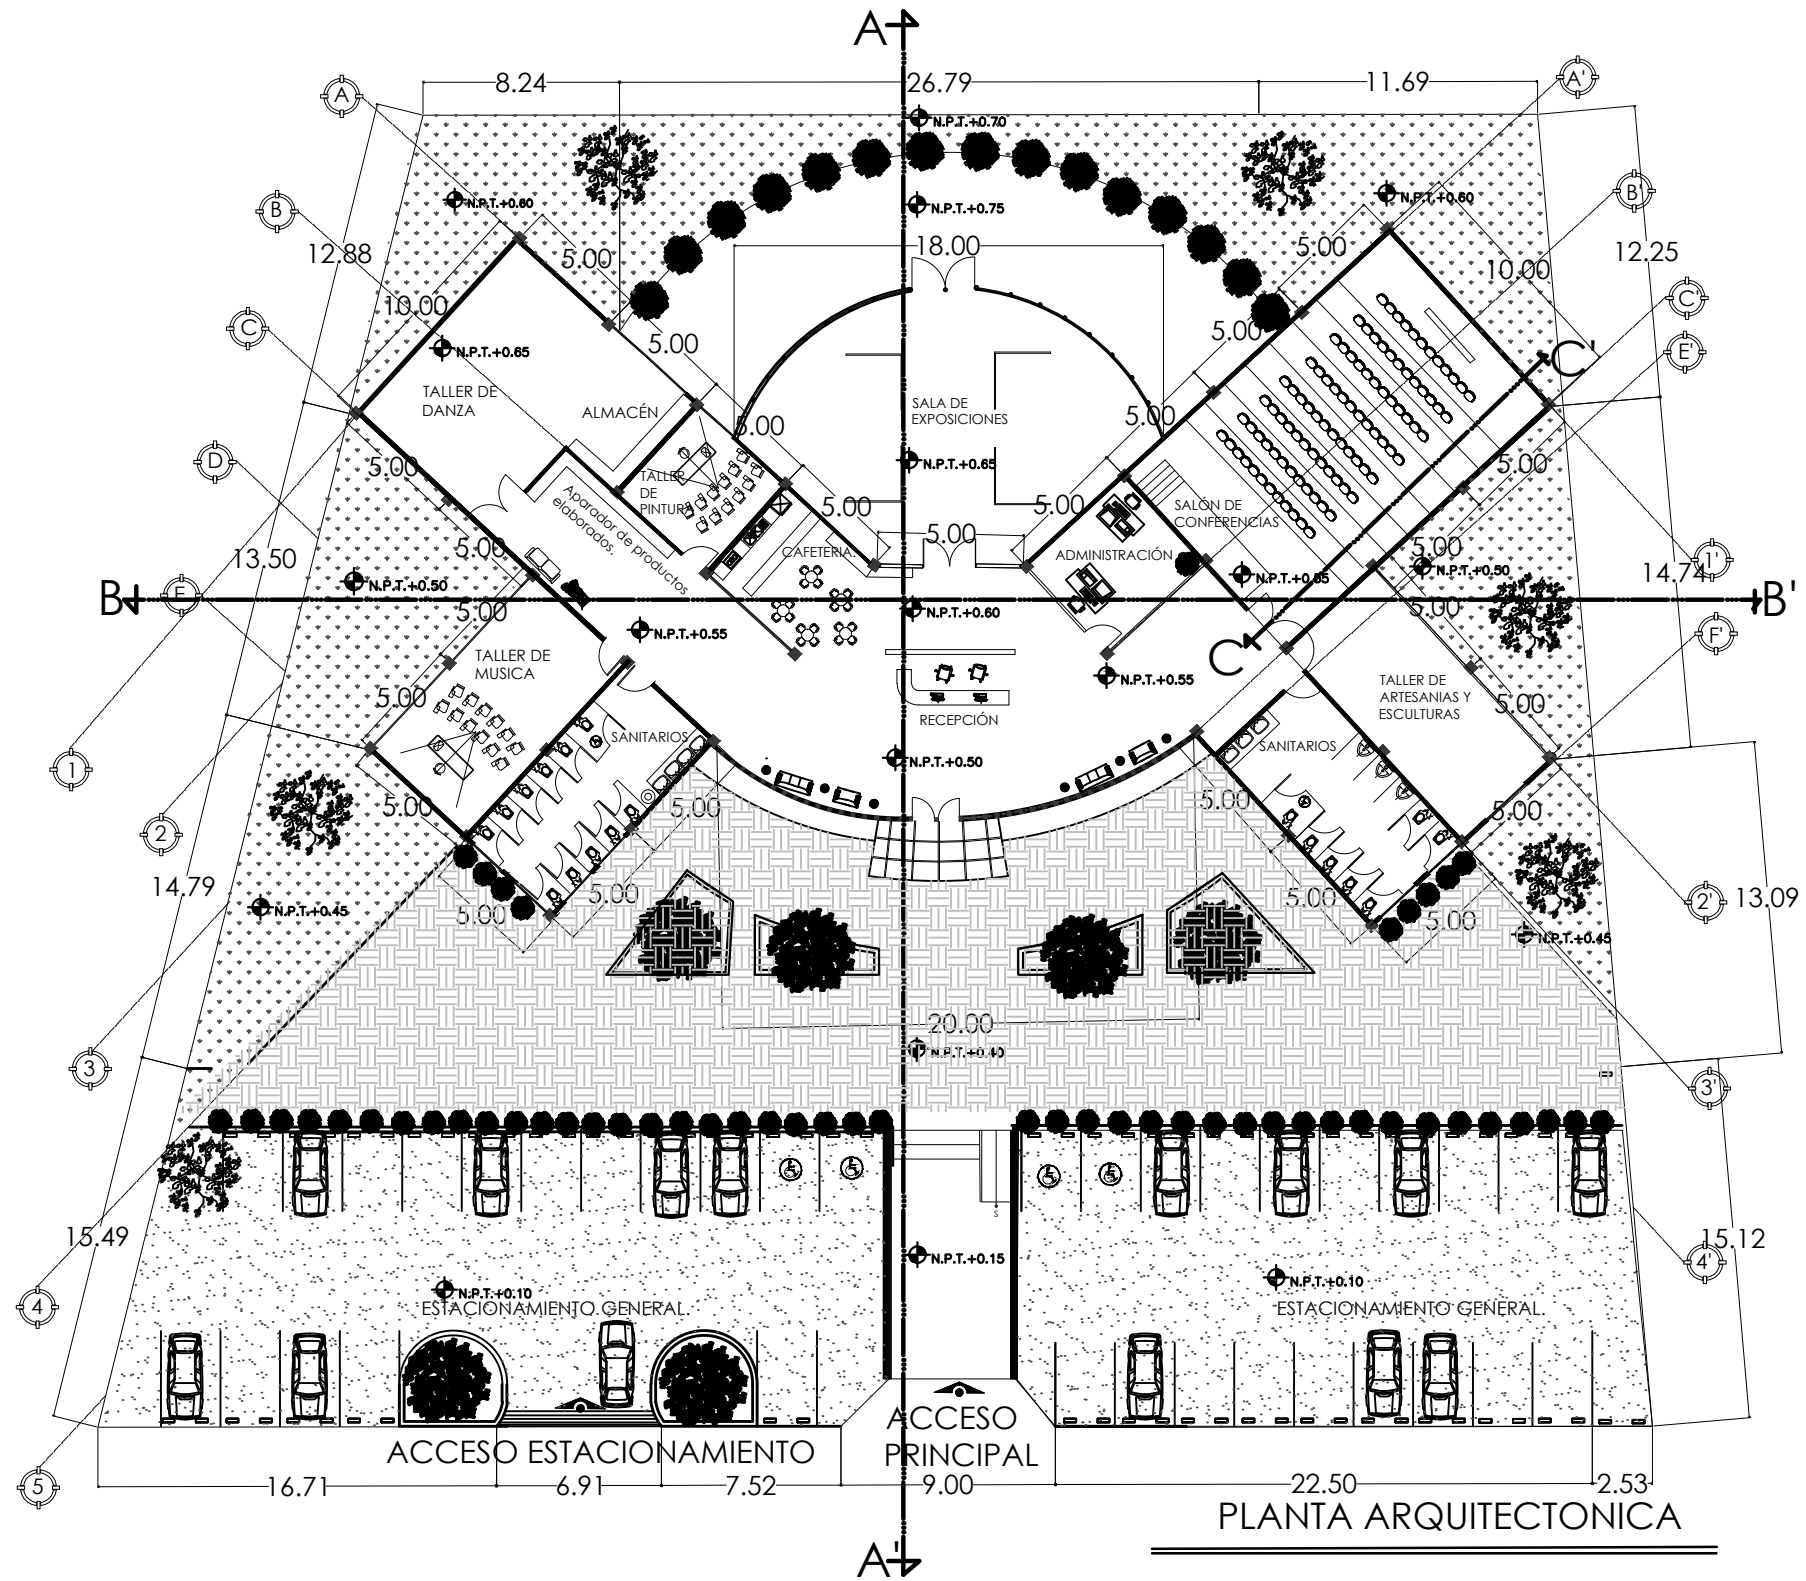 A
8.24
26.79
11.69
A
A'
N.P.T.+0.70
B
N.P.T.+0.60
N.P.T.+0.75
N.P.T.+0.60
B'
12.88
5.00
18.00
5.00
10.00
12.25
10.00
C
5.00
5.00
C'
N.P.T.+0.65
E'
C'
TALLER DE
DANZA
ALMACÉN
SALA DE
EXPOSICIONES
5.00
5.00
D
5.00
N.P.T.+0.65
5.00
TALLER
DE
PINTURA
Aparador de productos
elaborados.
5.00
5.00
SALÓN DE
CONFERENCIAS
5.00
5.00
CAFETERIA.
ADMINISTRACIÓN
5.00
13.50
N.P.T.+0.50
N.P.T.+0.50
14.74
1'
B
B'
5.00
N.P.T.+0.60
5.00
N.P.T.+0.55
F'
TALLER DE
MUSICA
C
N.P.T.+0.55
TALLER DE
ARTESANIAS Y
ESCULTURAS
5.00
5.00
RECEPCIÓN
SANITARIOS
SANITARIOS
1
N.P.T.+0.50
5.00
5.00
5.00
5.00
2
14.79
5.00
5.00
5.00
5.00
N.P.T.+0.45
2'
13.09
N.P.T.+0.45
20.00
N.P.T.+0.40
3
3'
S
15.49
N.P.T.+0.15
15.12
4'
N.P.T.+0.10
ESTACIONAMIENTO GENERAL.
N.P.T.+0.10
ESTACIONAMIENTO GENERAL.
4
ACCESO
PRINCIPAL
ACCESO ESTACIONAMIENTO
5
16.71
6.91
7.52
9.00
22.50
2.53
PLANTA ARQUITECTONICA
A'